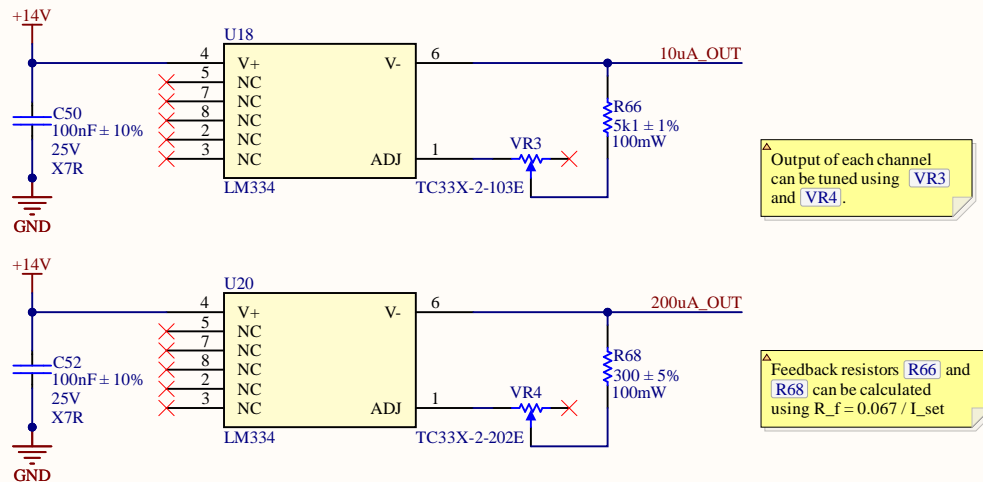 +14V
U18
4 V+ V- 6 10uA_OUT
5 NC
7 NC
8 NC
2 NC
3 NC ADJ 1
LM334
C50
100nF ± 10%
25V
X7R
GND
VR3
TC33X-2-103E
R66
5k1 ± 1%
100mW
Output of each channel
can be tuned using VR3
and VR4.
+14V
U20
4 V+ V- 6 200uA_OUT
5 NC
7 NC
8 NC
2 NC
3 NC ADJ 1
LM334
C52
100nF ± 10%
25V
X7R
GND
VR4
TC33X-2-202E
R68
300 ± 5%
100mW
Feedback resistors R66 and
R68 can be calculated
using R_f = 0.067 / I_set